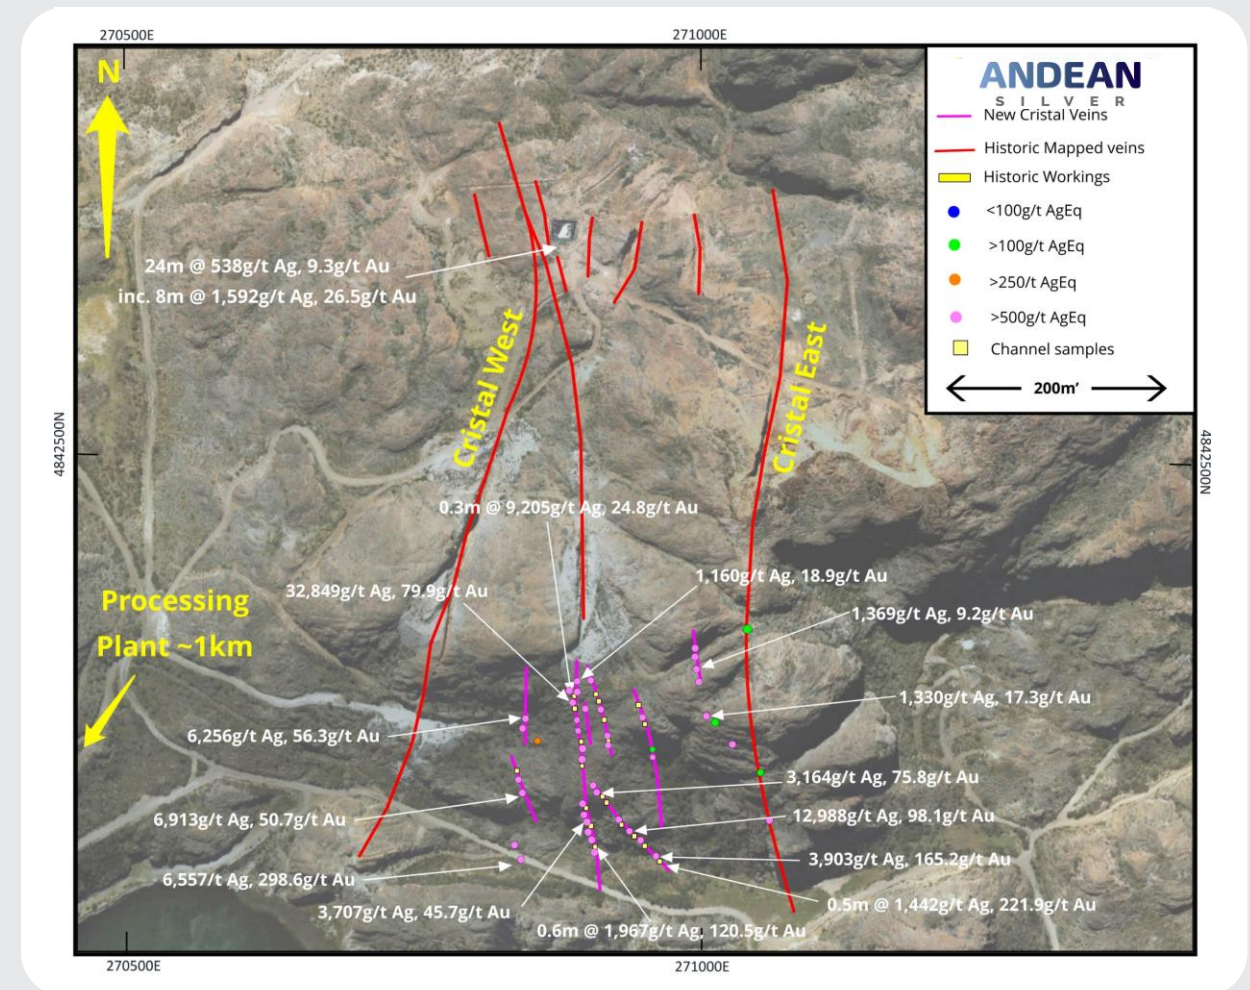 270500E
271000E
N
ANDEAN
SILVER
New Cristal Veins
Historic Mapped veins
Historic Workings
<100g/t AgEq
>100g/t AgEq
>250/t AgEq
>500g/t AgEq
Channel samples
200m'
24m @ 538g/t Ag, 9.3g/t Au
inc. 8m @ 1,592g/t Ag, 26.5g/t Au
Cristal West
Cristal East
4842500N
4842500N
0.3m @ 9,205g/t Ag, 24.8g/t Au
1,160g/t Ag, 18.9g/t Au
32,849g/t Ag, 79.9g/t Au
Processing
Plant ~1km
1,369g/t Ag, 9.2g/t Au
1,330g/t Ag, 17.3g/t Au
6,256g/t Ag, 56.3g/t Au
3,164g/t Ag, 75.8g/t Au
6,913g/t Ag, 50.7g/t Au
12,988g/t Ag, 98.1g/t Au
3,903g/t Ag, 165.2g/t Au
6,557/t Ag, 298.6g/t Au
0.5m @ 1,442g/t Ag, 221.9g/t Au
3,707g/t Ag, 45.7g/t Au
0.6m @ 1,967g/t Ag, 120.5g/t Au
270500E
271000E